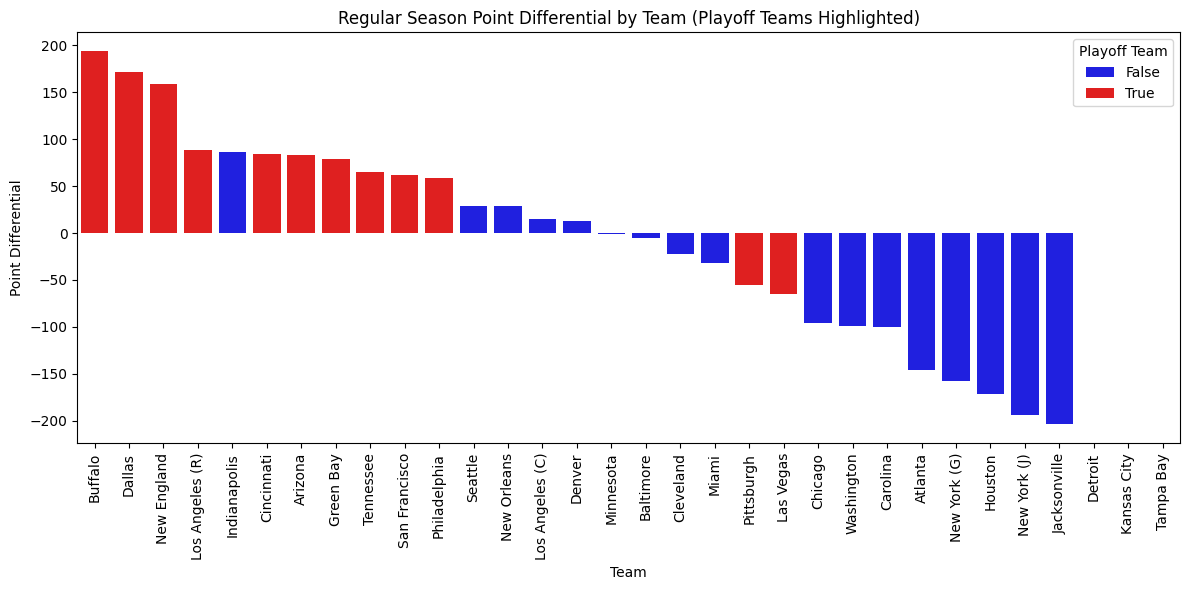 Regular Season Point Differential by Team (Playoff Teams Highlighted)
Playoff Team
False
True
Point Differential
200
150
100
50
0
−50
−100
−150
−200
Buffalo
Dallas
New England
Los Angeles (R)
Indianapolis
Cincinnati
Arizona
Green Bay
Tennessee
San Francisco
Philadelphia
Seattle
New Orleans
Los Angeles (C)
Denver
Minnesota
Baltimore
Cleveland
Miami
Pittsburgh
Las Vegas
Chicago
Washington
Carolina
Atlanta
New York (G)
Houston
New York (J)
Jacksonville
Detroit
Kansas City
Tampa Bay
Team